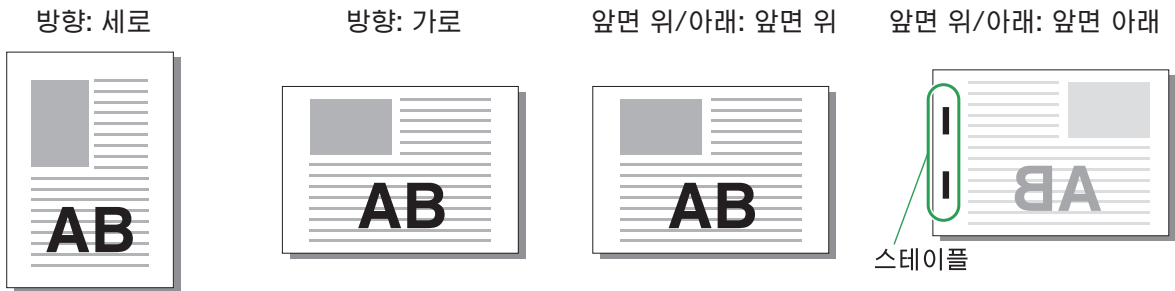 방향: 세로
방향: 가로
앞면 위/아래: 앞면 위
앞면 위/아래: 앞면 아래
AB
AB
AB
AB
스테이플